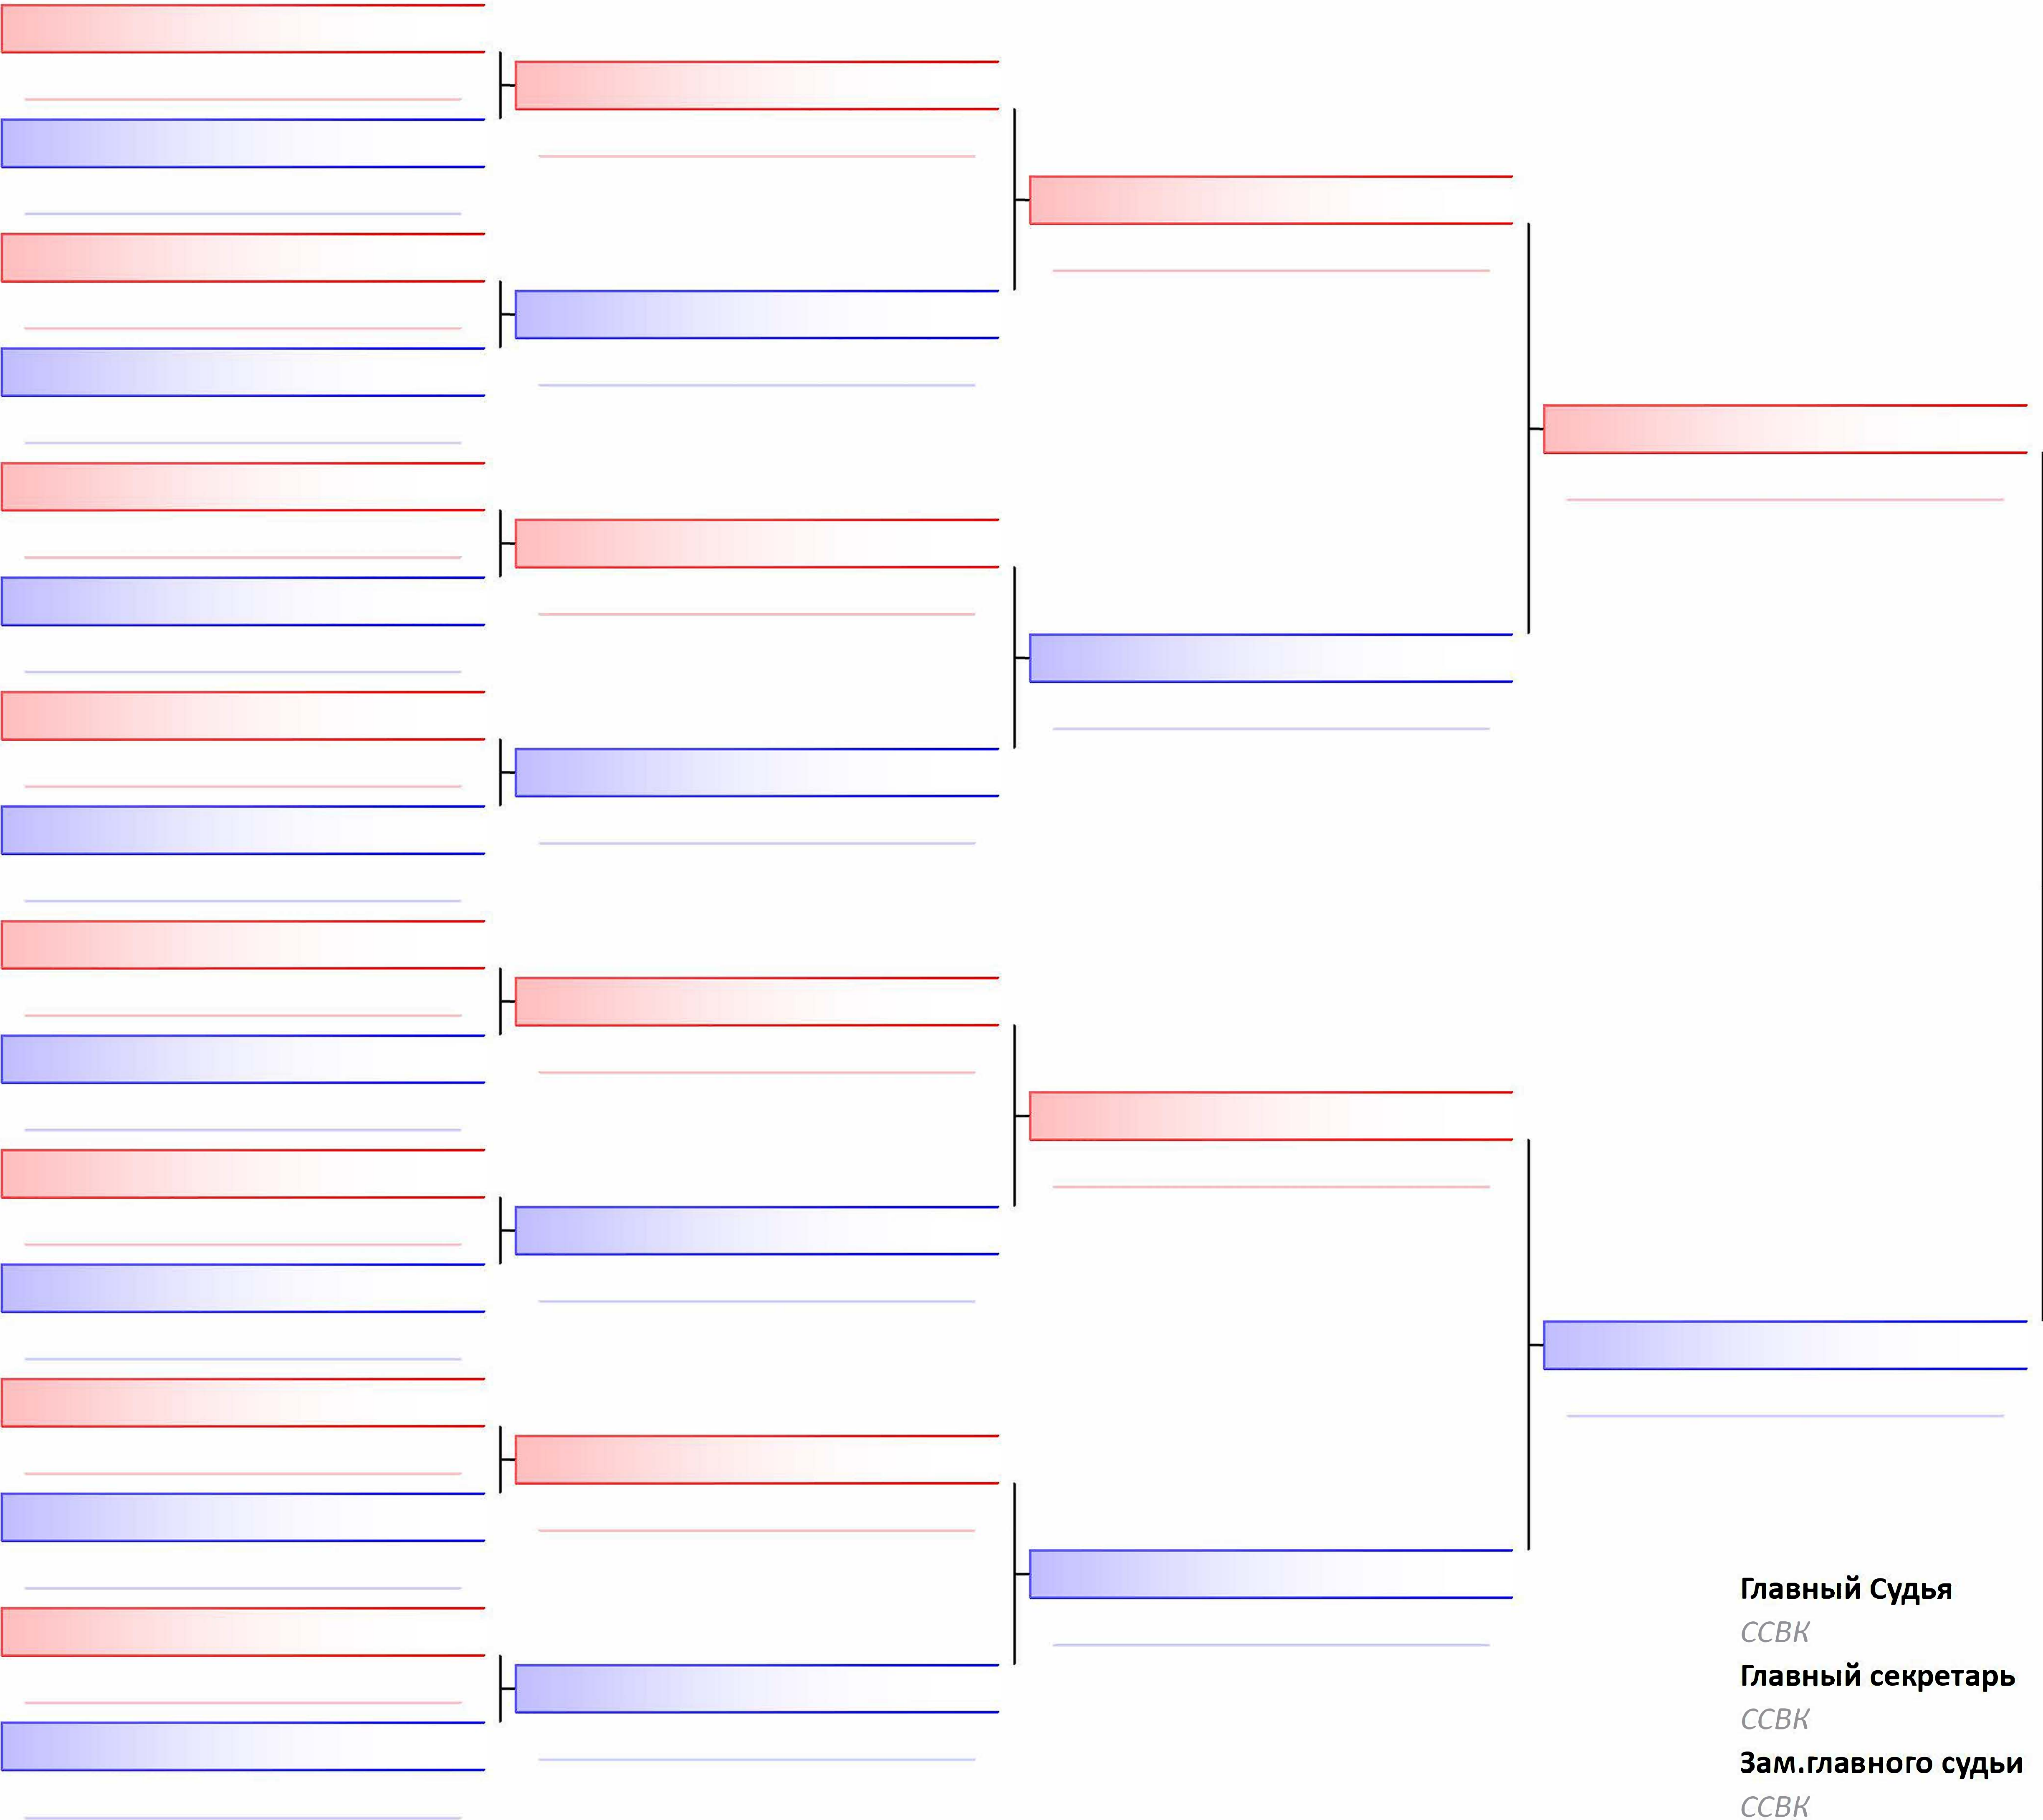 Главный Судья
ССВК
Главный секретарь
ССВК
Зам.главного судьи
ССВК